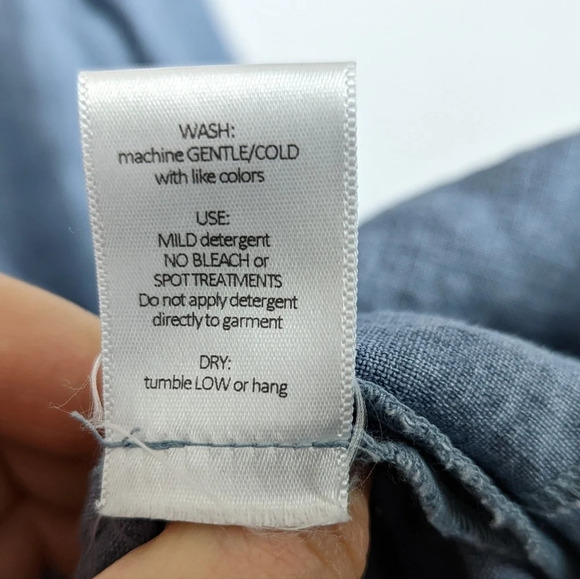 WASH:
machine GENTLE/COLD
with like colors
USE:
MILD detergent
NO BLEACH or
SPOT TREATMENTS
Do not apply detergent
directly to garment
DRY:
tumble LOW or hang